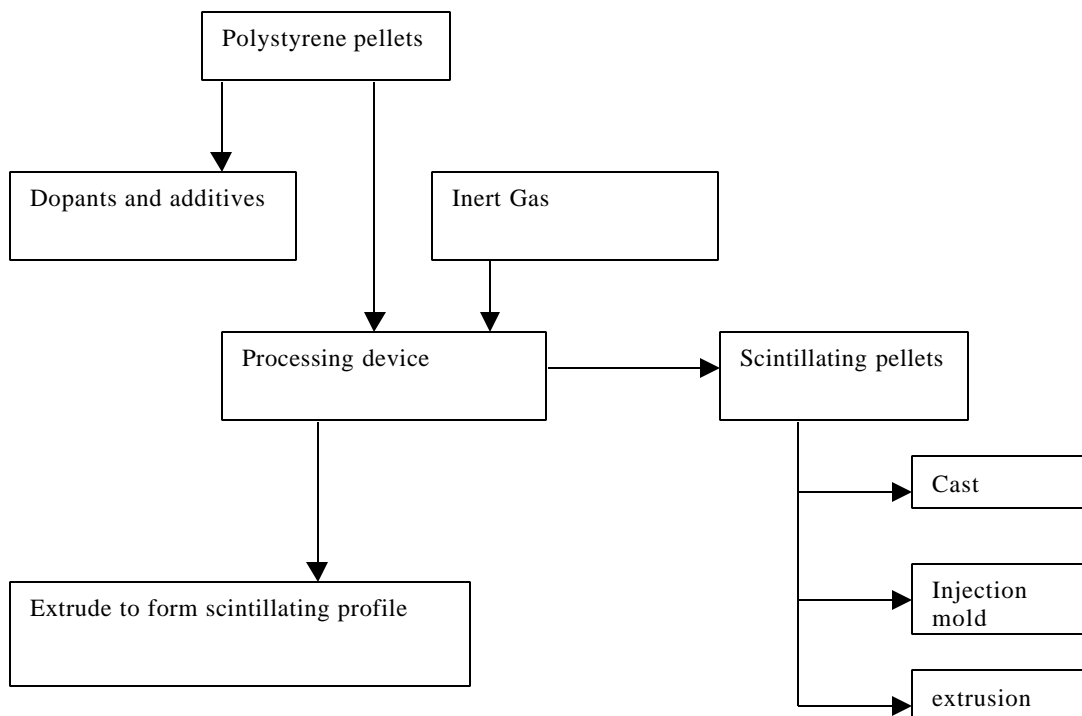 Polystyrene pellets
Dopants and additives
Inert Gas
Processing device
Scintillating pellets
Cast
Extrude to form scintillating profile
Injection
mold
extrusion